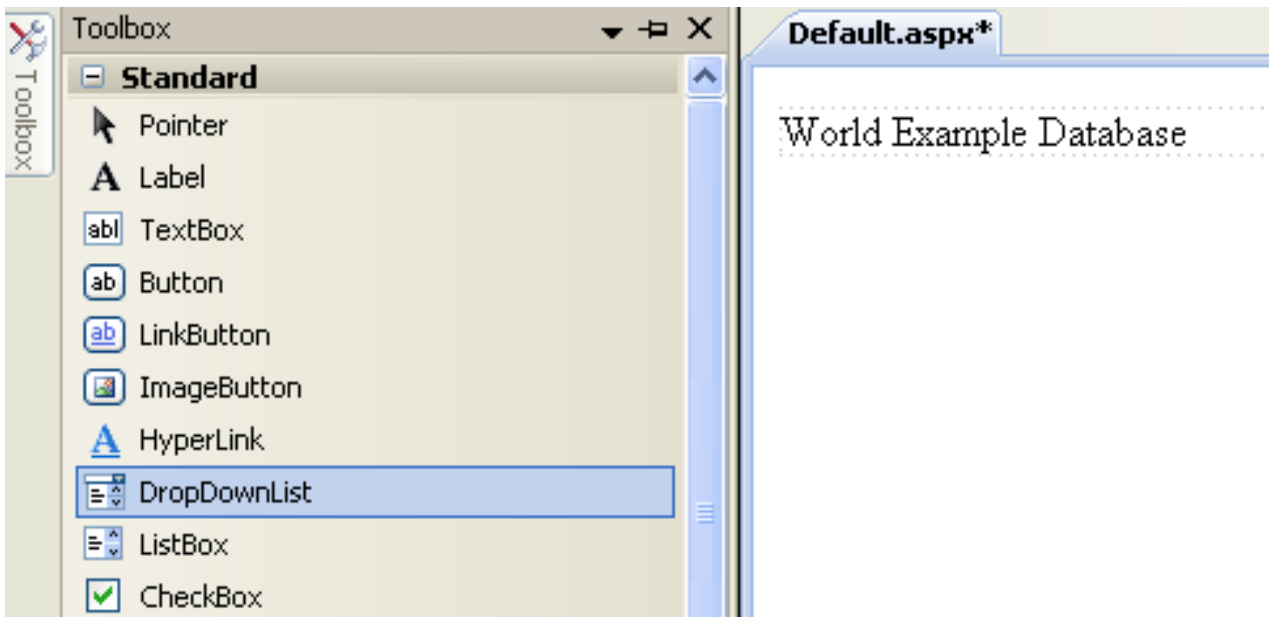 Toolbox
Toolbox
Standard
Pointer
A Label
abl TextBox
ab Button
ab LinkButton
ImageButton
A HyperLink
DropDownList
ListBox
CheckBox
Default.aspx*
World Example Database